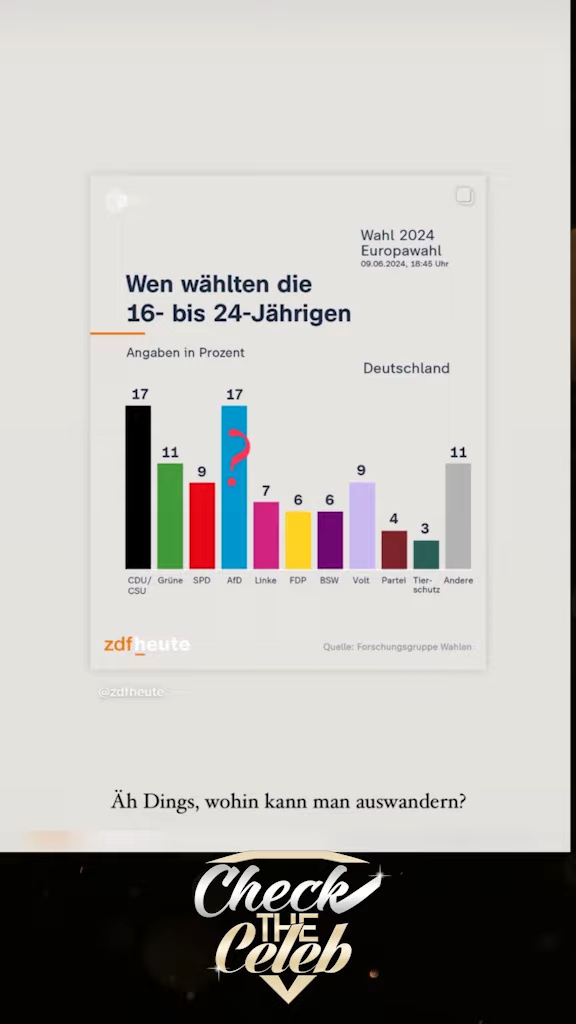 Wahl 2024
Europawahl
09.06.2024, 18:45 Uhr
Wen wählten die
16- bis 24-Jährigen
Angaben in Prozent
Deutschland
17 11 9 17 7 6 6 9 4 3 11
?
CDU/CSU Grüne SPD AfD Linke FDP BSW Volt Partei Tier-schutz Andere
zdfheute
Quelle: Forschungsgruppe Wahlen
@zdfheute
Äh Dings, wohin kann man auswandern?
Check
THE
Celeb